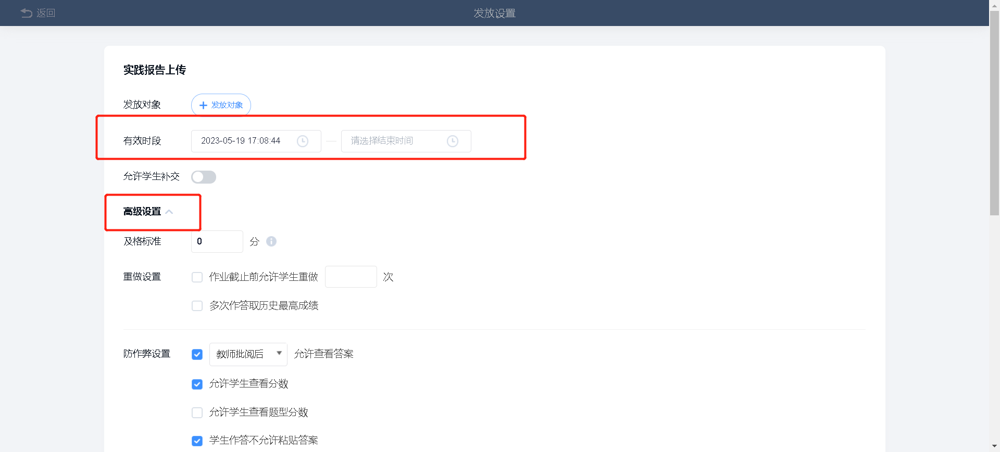 返回
发放设置
实践报告上传
发放对象 + 发放对象
有效时段 2023-05-19 17:08:44 — 请选择结束时间
允许学生补交
高级设置
及格标准 0 分
重做设置 作业截止前允许学生重做 次
多次作答取历史最高成绩
防作弊设置 教师批阅后 允许查看答案
允许学生查看分数
允许学生查看题型分数
学生作答不允许粘贴答案